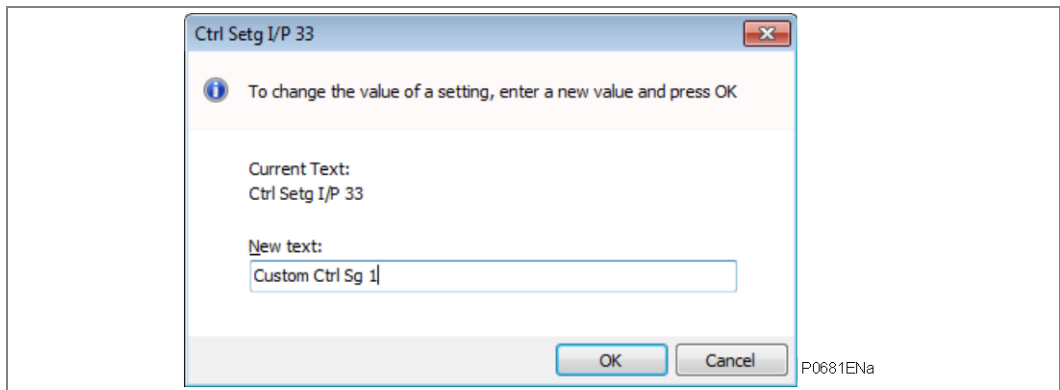 Ctrl Setg I/P 33
To change the value of a setting, enter a new value and press OK
Current Text:
Ctrl Setg I/P 33
New text:
Custom Ctrl Sg 1
OK Cancel
P0681ENa